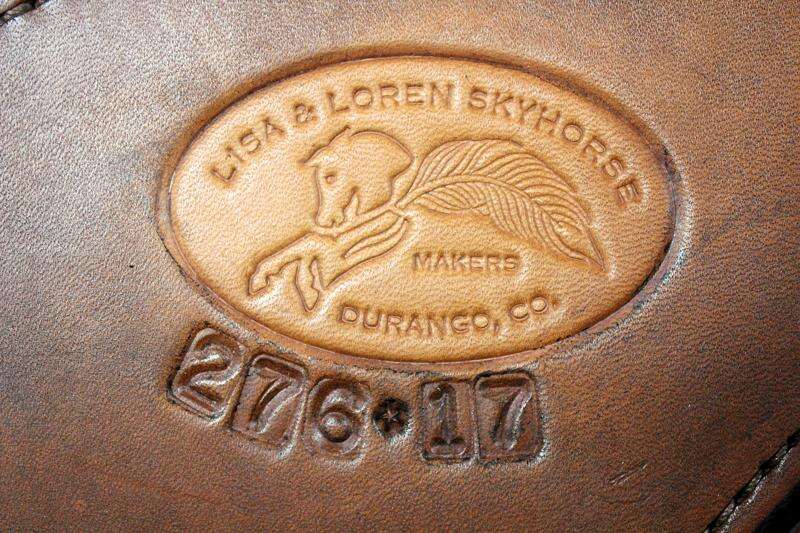 LISA & LOREN SKYHORSE
MAKERS
DURANGO, CO.
276*17